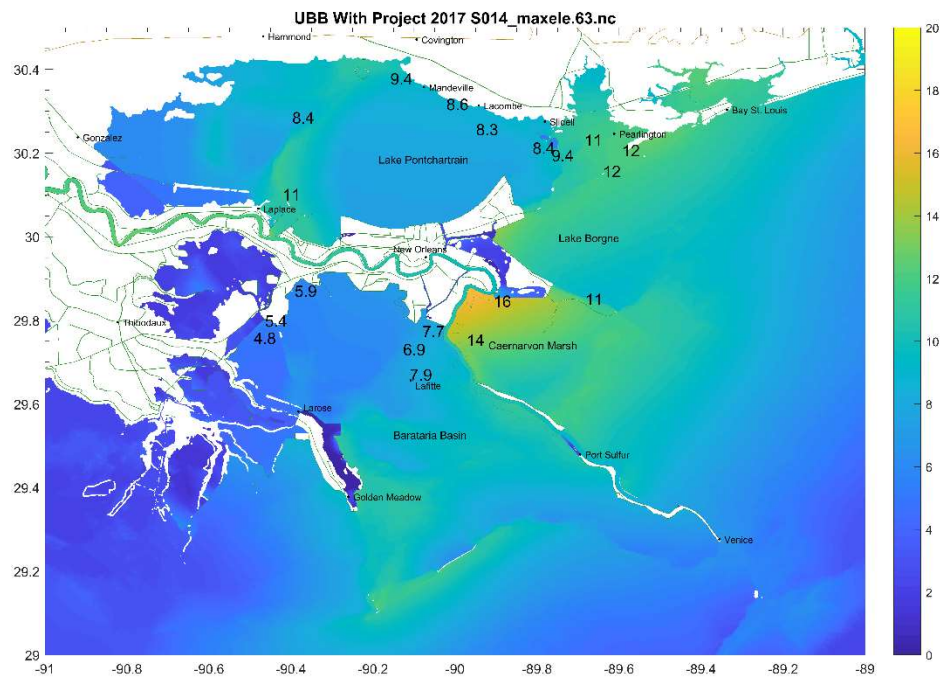 UBB With Project 2017 S014_maxele.63.nc
Hammond
Covington
30.4
9.4
Mandeville
8.6
Lacombe
Bay St. Louis
8.4
8.3
Slidell
Gonzalez
11
Pearlington
8.4
9.4
12
30.2
Lake Pontchartrain
12
11
Laplace
30
Lake Borgne
New Orleans
5.9
16
11
29.8
Thibodaux
5.4
7.7
4.8
6.9
14
Caernarvon Marsh
7.9
Lafitte
29.6
Larose
Barataria Basin
Port Sulfur
29.4
Golden Meadow
Venice
29.2
29
-91
-90.8
-90.6
-90.4
-90.2
-90
-89.8
-89.6
-89.4
-89.2
-89
20
18
16
14
12
10
8
6
4
2
0